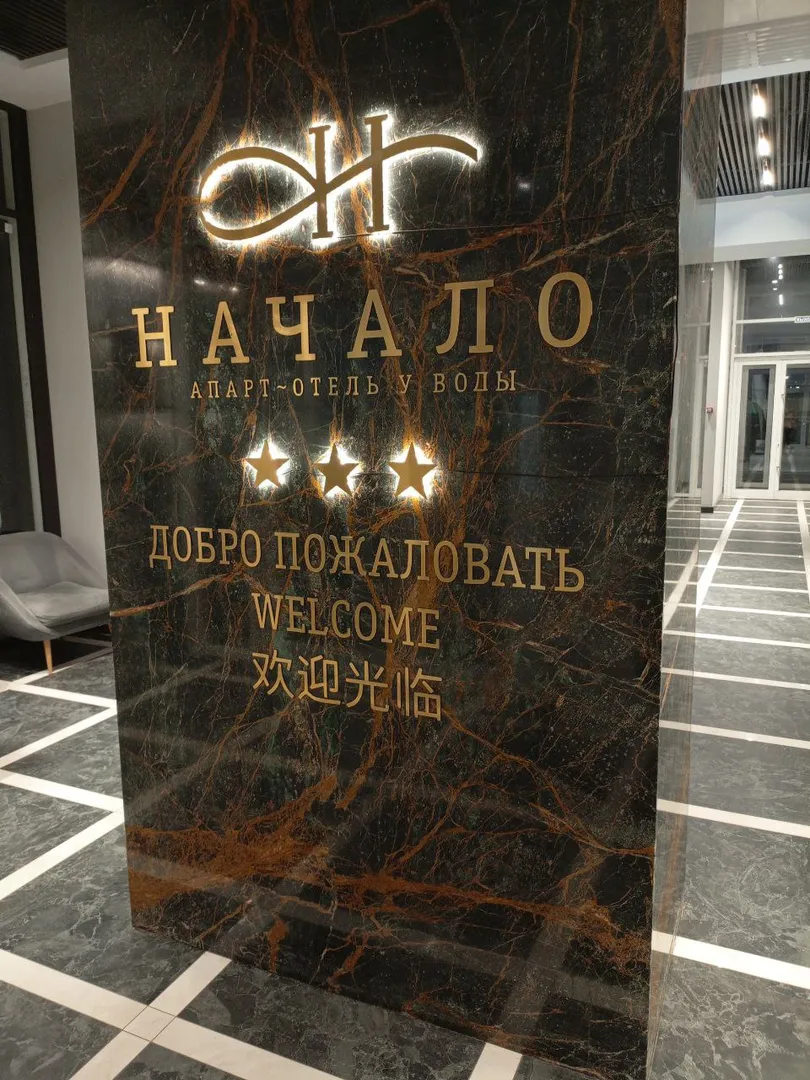 Н
НАЧАЛО
АПАРТ~ОТЕЛЬ У ВОДЫ
ДОБРО ПОЖАЛОВАТЬ
WELCOME
欢迎光临